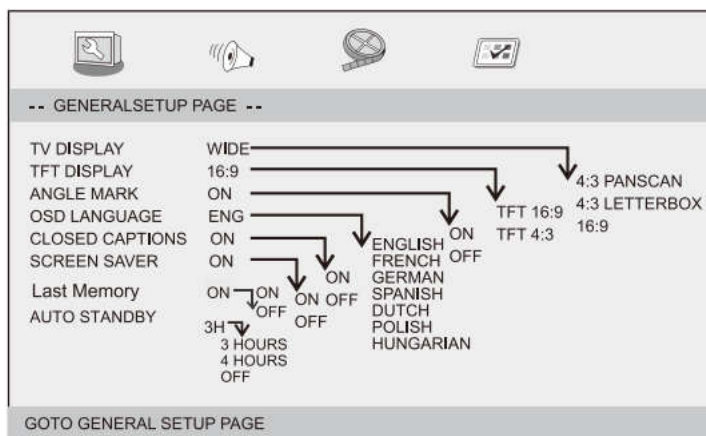 -- GENERALSETUP PAGE --
TV DISPLAY WIDE
TFT DISPLAY 16:9
ANGLE MARK ON
OSD LANGUAGE ENG
CLOSED CAPTIONS ON
SCREEN SAVER ON
Last Memory ON
AUTO STANDBY 3H
4:3 PANSCAN
4:3 LETTERBOX
16:9
TFT 16:9
TFT 4:3
ON
OFF
ENGLISH
FRENCH
GERMAN
SPANISH
DUTCH
POLISH
HUNGARIAN
ON
OFF
ON
OFF
ON
OFF
3 HOURS
4 HOURS
OFF
GOTO GENERAL SETUP PAGE